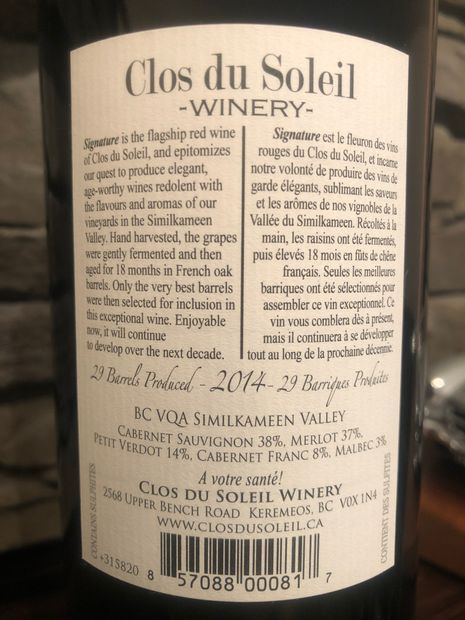 Clos du Soleil
-WINERY-
Signature is the flagship red wine
of Clos du Soleil, and epitomizes
our quest to produce elegant,
age-worthy wines redolent with
the flavours and aromas of our
vineyards in the Similkameen
Valley. Hand harvested, the grapes
were gently fermented and then
aged for 18 months in French oak
barrels. Only the very best barrels
were then selected for inclusion in
this exceptional wine. Enjoyable
now, it will continue
to develop over the next decade.
Signature est le fleuron des vins
rouges du Clos du Soleil, et incarne
notre volonté de produire des vins de
garde élégants, sublimant les saveurs
et les arômes de nos vignobles de la
Vallée du Similkameen. Récoltés à la
main, les raisins ont été fermentés,
puis élevés 18 mois en fûts de chêne
français. Seules les meilleures
barriques ont été sélectionnés pour
assembler ce vin exceptionnel. Ce
vin vous comblera dès à présent,
mais il continuera à se développer
tout au long de la prochaine décennie.
29 Barrels Produced - 2014 - 29 Barriques Produites
BC VQA SIMILKAMEEN VALLEY
CABERNET SAUVIGNON 38%, MERLOT 37%,
PETIT VERDOT 14%, CABERNET FRANC 8%, MALBEC 3%
A votre santé!
CLOS DU SOLEIL WINERY
2568 UPPER BENCH ROAD KEREMEOS, BC V0X 1N4
WWW.CLOSDUSOLEIL.CA
CONTAINS SULPHITES
CONTIENT DES SULFITES
+315820
8 57088 00081 7